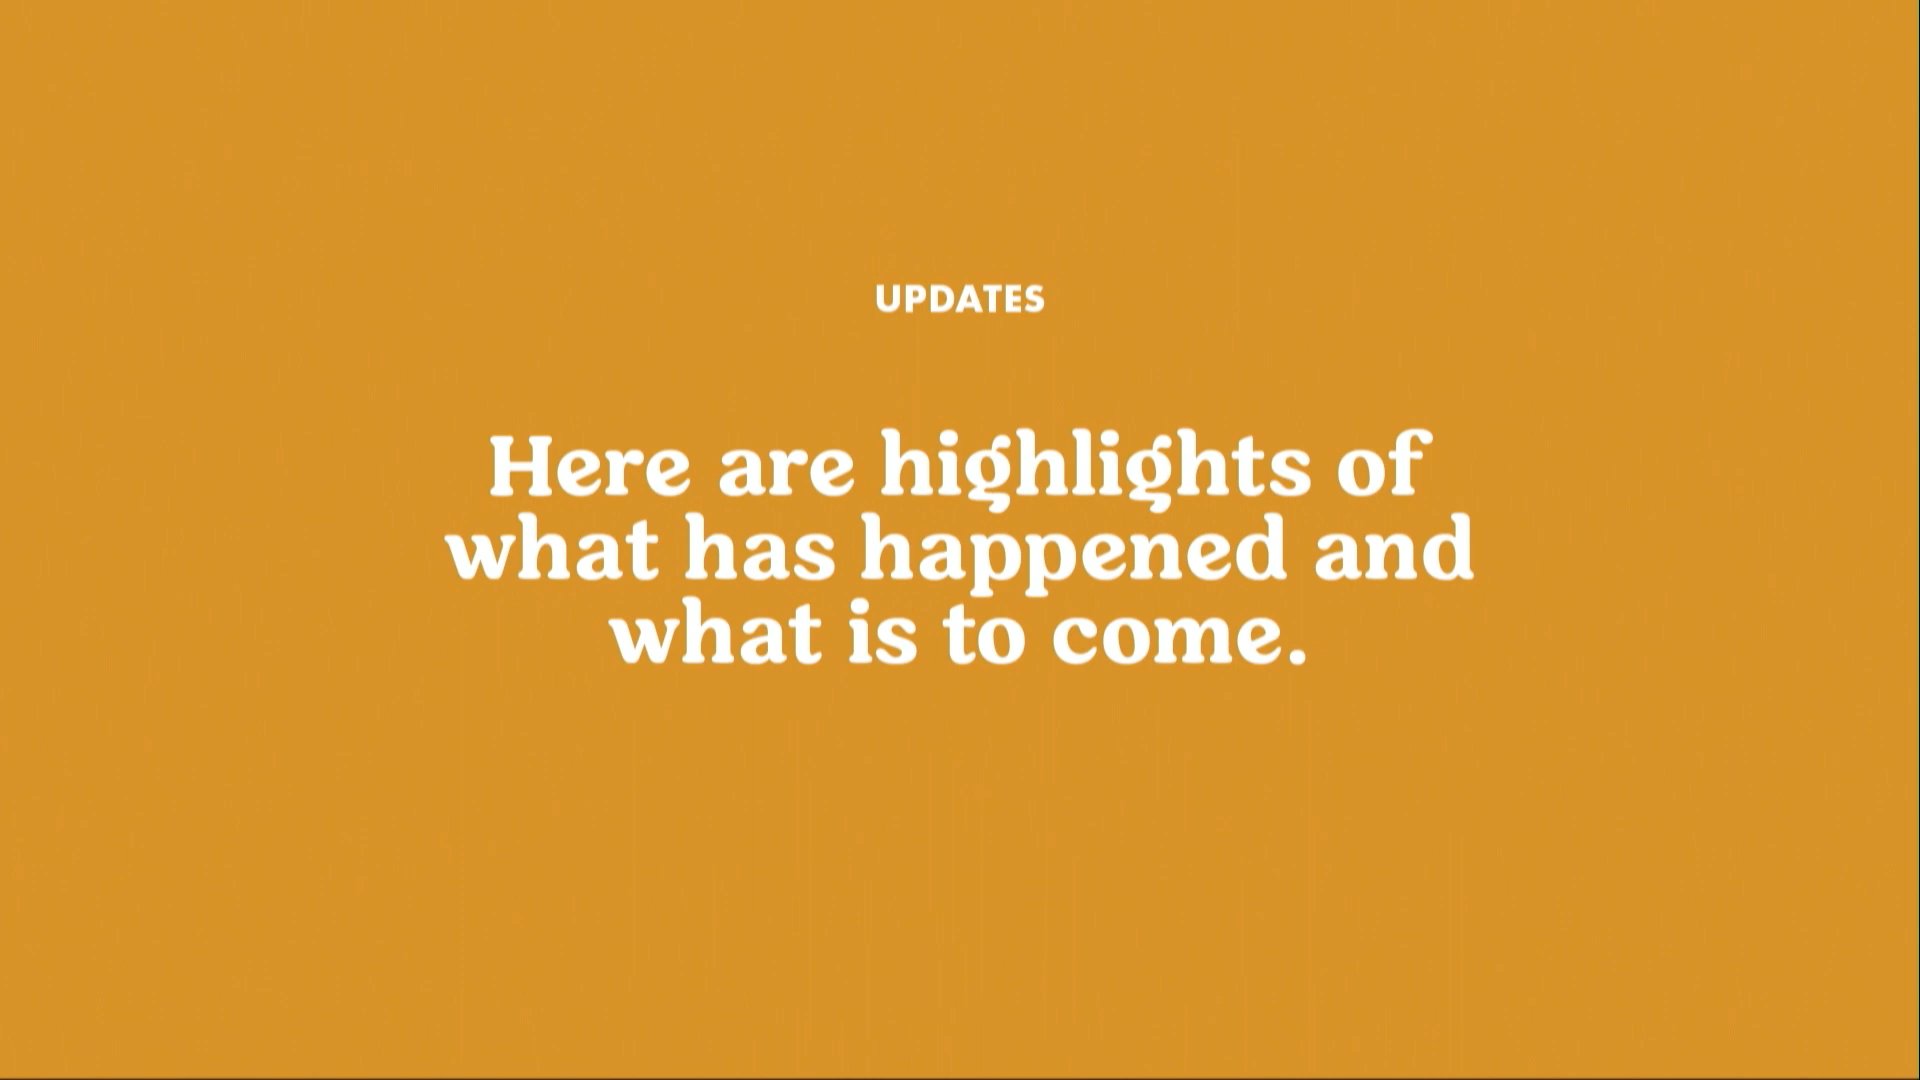 UPDATES
Here are highlights of
what has happened and
what is to come.